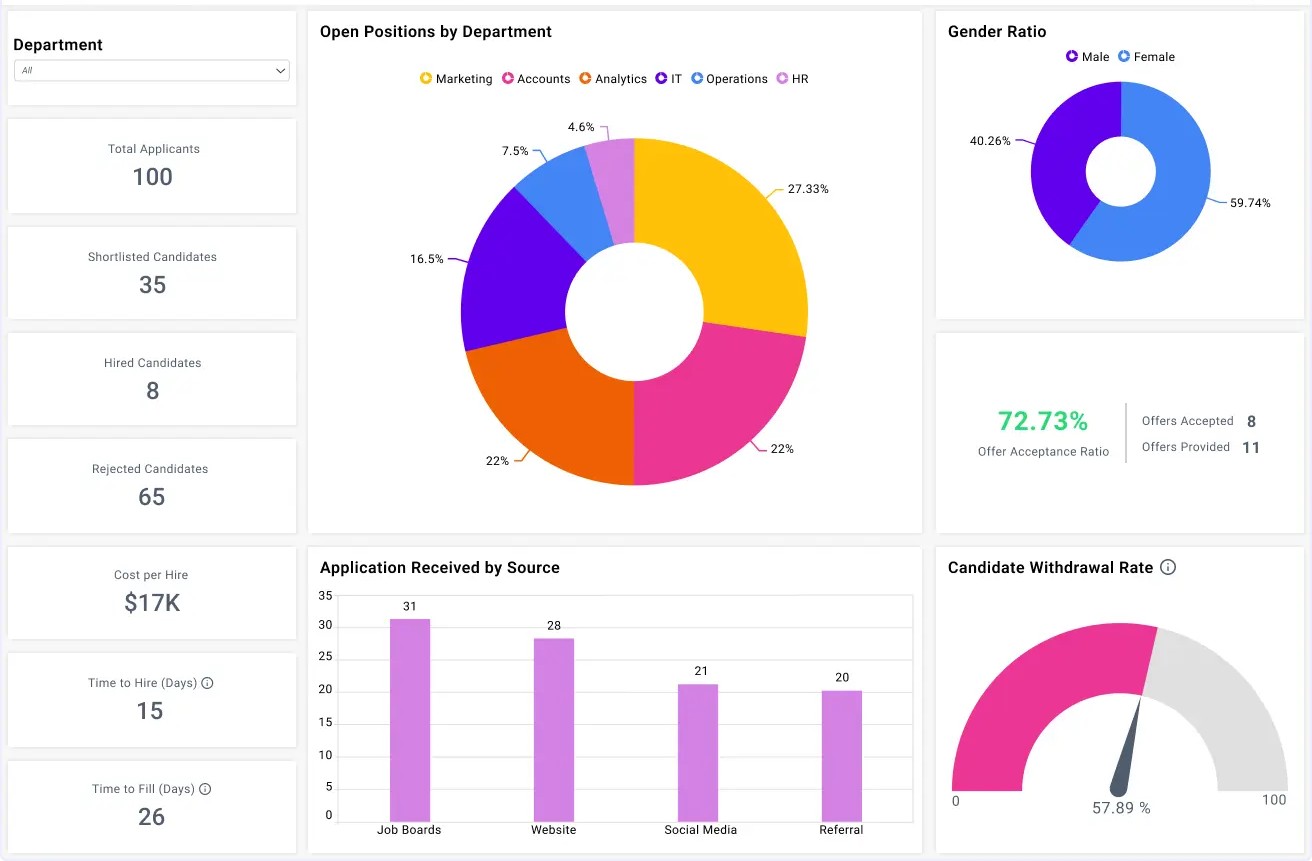 Department
All
Total Applicants
100
Shortlisted Candidates
35
Hired Candidates
8
Rejected Candidates
65
Cost per Hire
$17K
Time to Hire (Days)
15
Time to Fill (Days)
26
Open Positions by Department
Marketing Accounts Analytics IT Operations HR
4.6%
7.5%
27.33%
16.5%
22%
22%
Application Received by Source
35
30
25
20
15
10
5
0
31
28
21
20
Job Boards Website Social Media Referral
Gender Ratio
Male Female
40.26%
59.74%
72.73%
Offer Acceptance Ratio
Offers Accepted 8
Offers Provided 11
Candidate Withdrawal Rate
0 100
57.89 %